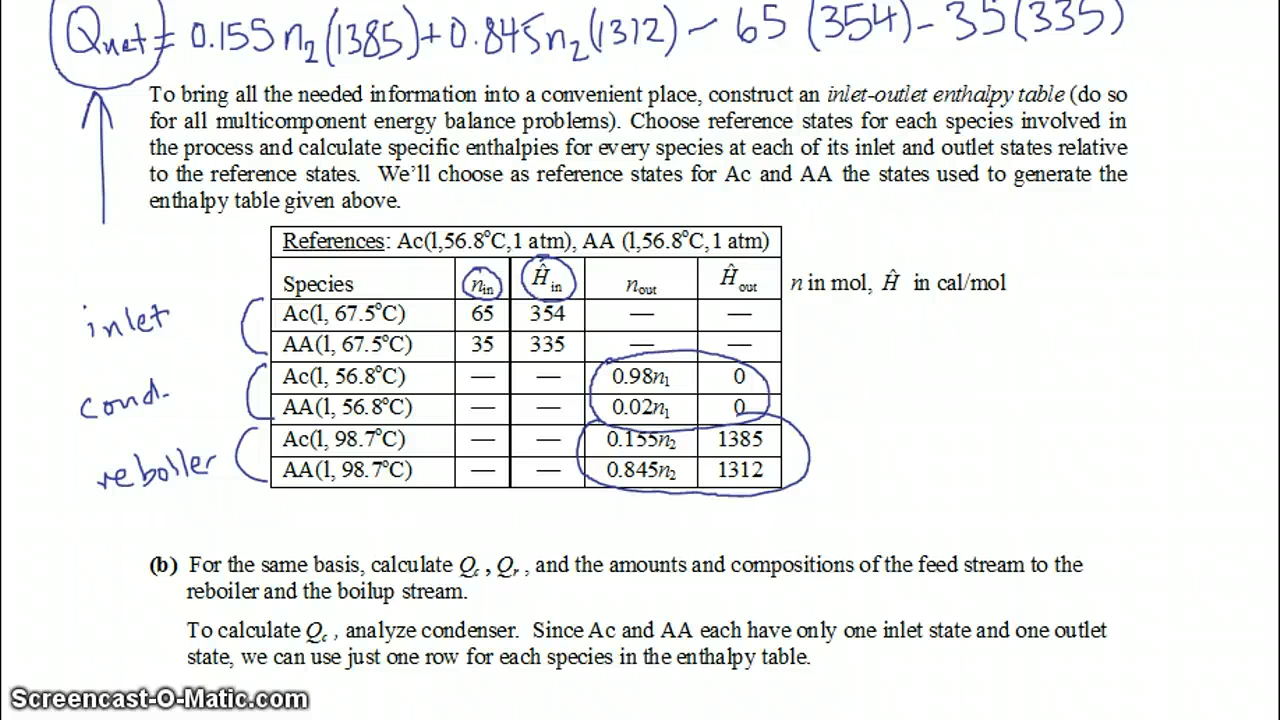 Qnet = 0.155 n₂(1385) + 0.845 n₂(1312) − 65 (354) − 35 (335)
To bring all the needed information into a convenient place, construct an inlet-outlet enthalpy table (do so
for all multicomponent energy balance problems). Choose reference states for each species involved in
the process and calculate specific enthalpies for every species at each of its inlet and outlet states relative
to the reference states. We'll choose as reference states for Ac and AA the states used to generate the
enthalpy table given above.
References: Ac(l,56.8°C,1 atm), AA (l,56.8°C,1 atm)
Species nin Ĥin nout Ĥout n in mol, Ĥ in cal/mol
inlet Ac(l, 67.5°C) 65 354 — —
AA(l, 67.5°C) 35 335 — —
cond. Ac(l, 56.8°C) — — 0.98n₁ 0
AA(l, 56.8°C) — — 0.02n₁ 0
reboiler Ac(l, 98.7°C) — — 0.155n₂ 1385
AA(l, 98.7°C) — — 0.845n₂ 1312
(b) For the same basis, calculate Qc , Qr , and the amounts and compositions of the feed stream to the
reboiler and the boilup stream.
To calculate Qc , analyze condenser. Since Ac and AA each have only one inlet state and one outlet
state, we can use just one row for each species in the enthalpy table.
Screencast-O-Matic.com